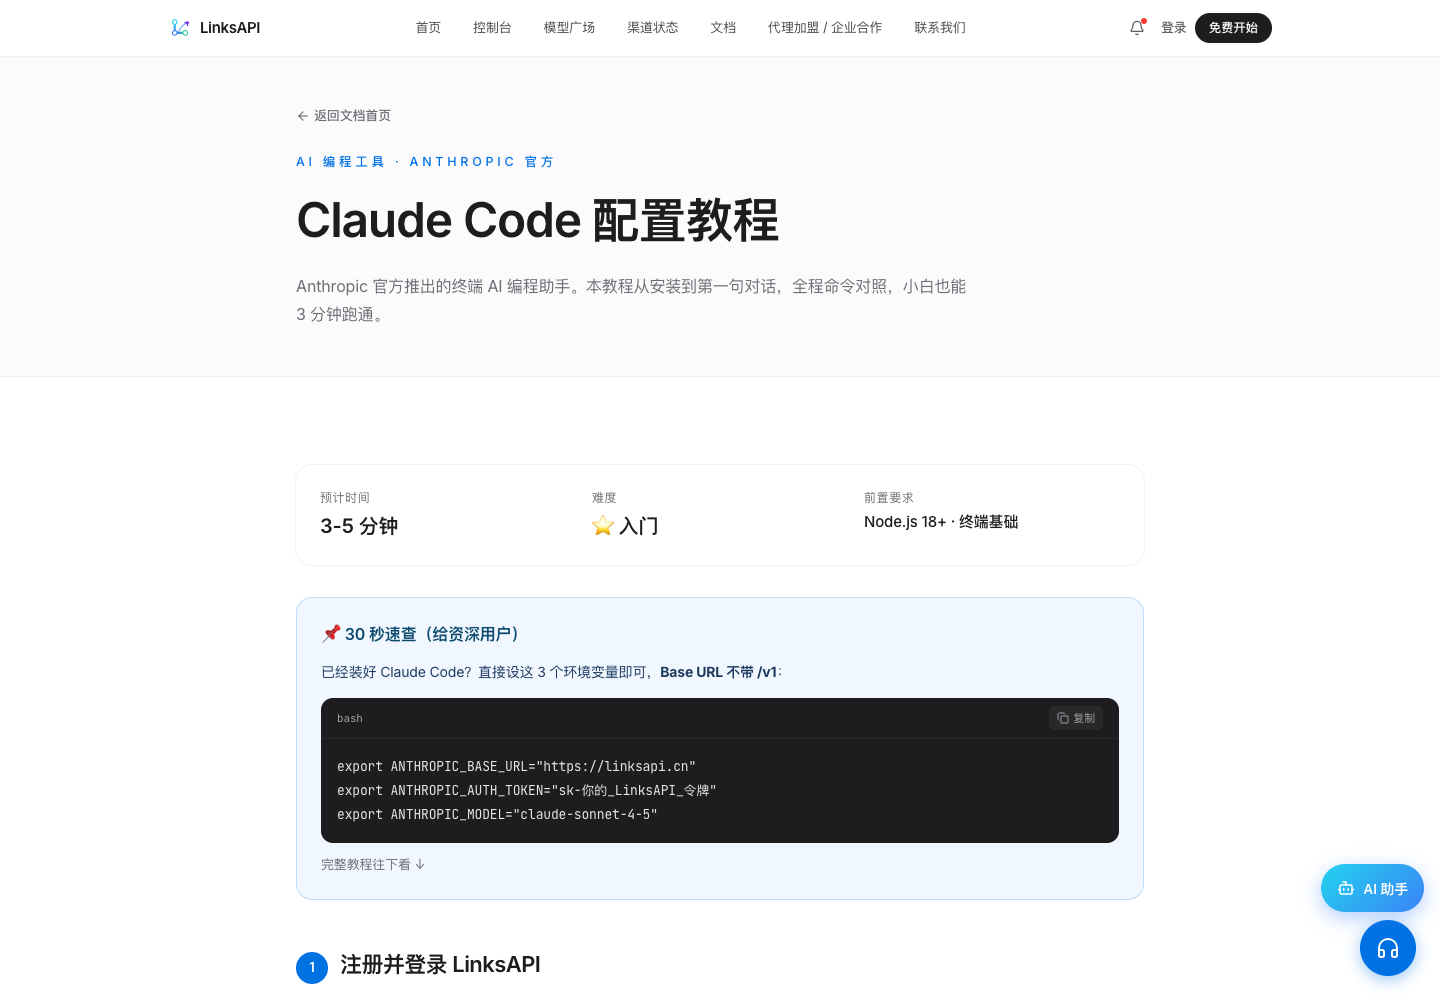 LinksAPI
首页
控制台
模型广场
渠道状态
文档
代理加盟 / 企业合作
联系我们
登录
免费开始
← 返回文档首页
AI 编程工具 · ANTHROPIC 官方
Claude Code 配置教程
Anthropic 官方推出的终端 AI 编程助手。本教程从安装到第一句对话，全程命令对照，小白也能
3 分钟跑通。
预计时间
3-5 分钟
难度
⭐ 入门
前置要求
Node.js 18+ · 终端基础
📌 30 秒速查（给资深用户）
已经装好 Claude Code？直接设这 3 个环境变量即可，Base URL 不带 /v1：
bash
复制
export ANTHROPIC_BASE_URL="https://linksapi.cn"
export ANTHROPIC_AUTH_TOKEN="sk-你的_LinksAPI_令牌"
export ANTHROPIC_MODEL="claude-sonnet-4-5"
完整教程往下看 ↓
AI 助手
1 注册并登录 LinksAPI